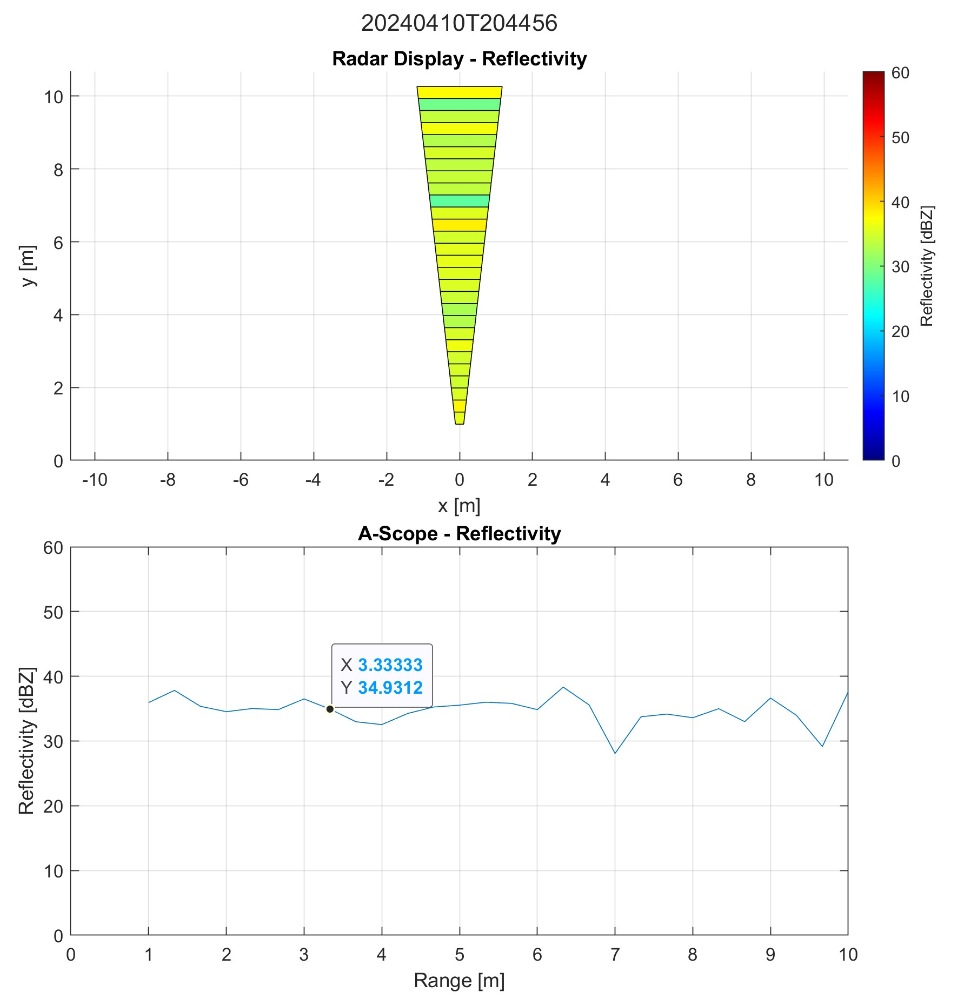 20240410T204456
Radar Display - Reflectivity
10
8
6
4
2
0
y [m]
-10 -8 -6 -4 -2 0 2 4 6 8 10
x [m]
60
50
40
30
20
10
0
Reflectivity [dBZ]
A-Scope - Reflectivity
60
50
40
30
20
10
0
Reflectivity [dBZ]
X 3.33333
Y 34.9312
0 1 2 3 4 5 6 7 8 9 10
Range [m]